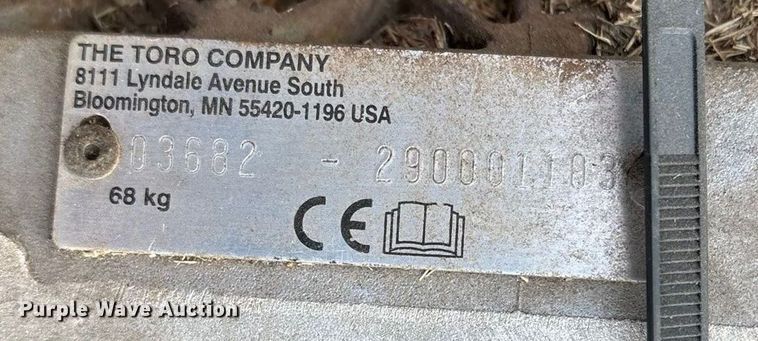 THE TORO COMPANY
8111 Lyndale Avenue South
Bloomington, MN 55420-1196 USA
03682 - 290001103
68 kg
CE
Purple Wave Auction